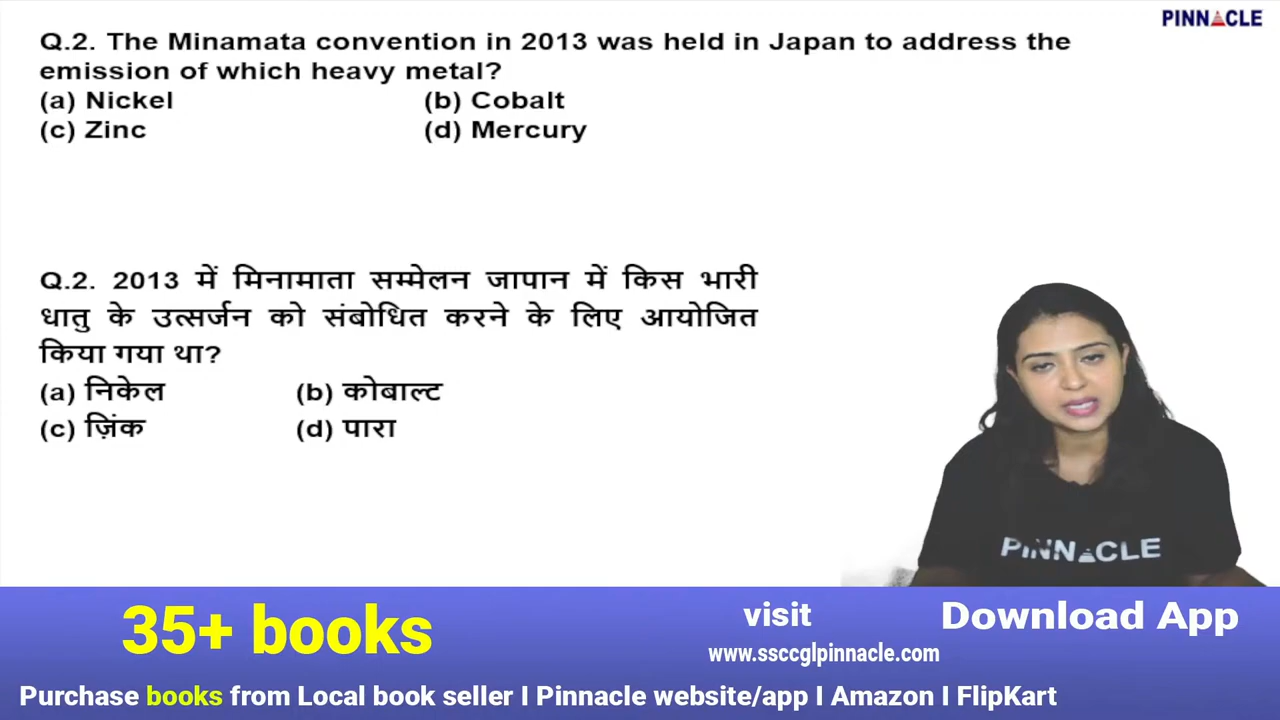 PINNACLE
Q.2. The Minamata convention in 2013 was held in Japan to address the
emission of which heavy metal?
(a) Nickel (b) Cobalt
(c) Zinc (d) Mercury
Q.2. 2013 में मिनामाता सम्मेलन जापान में किस भारी
धातु के उत्सर्जन को संबोधित करने के लिए आयोजित
किया गया था?
(a) निकेल (b) कोबाल्ट
(c) ज़िंक (d) पारा
PINNACLE
35+ books
visit
www.ssccglpinnacle.com
Download App
Purchase books from Local book seller I Pinnacle website/app I Amazon I FlipKart